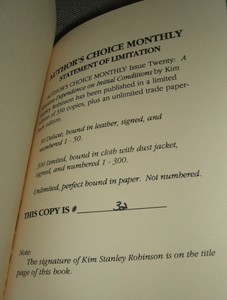 AUTHOR'S CHOICE MONTHLY
STATEMENT OF LIMITATION
AUTHOR'S CHOICE MONTHLY Issue Twenty: A
Sensitive Dependence on Initial Conditions by Kim
Stanley Robinson has been published in a limited
edition of 350 copies, plus an unlimited trade paper-
back edition.
50 Deluxe, bound in leather, signed, and
numbered 1 - 50.
300 Limited, bound in cloth with dust jacket,
signed, and numbered 1 - 300.
Unlimited, perfect bound in paper. Not numbered.
THIS COPY IS #
Note:
The signature of Kim Stanley Robinson is on the title
page of this book.